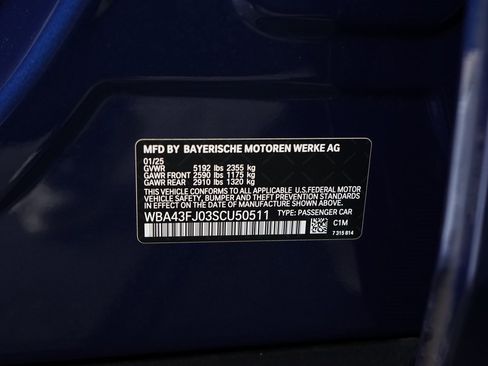 MFD BY BAYERISCHE MOTOREN WERKE AG
01/25
GVWR 5192 lbs 2355 kg
GAWR FRONT 2590 lbs 1175 kg
GAWR REAR 2910 lbs 1320 kg
THIS VEHICLE CONFORMS TO ALL APPLICABLE U.S.FEDERAL MOTOR
VEHICLE SAFETY, BUMPER AND THEFT PREVENTION STANDARDS
IN EFFECT ON THE DATE OF MANUFACTURE SHOWN ABOVE.
WBA43FJ03SCU50511 TYPE: PASSENGER CAR
C1M
7 315 814